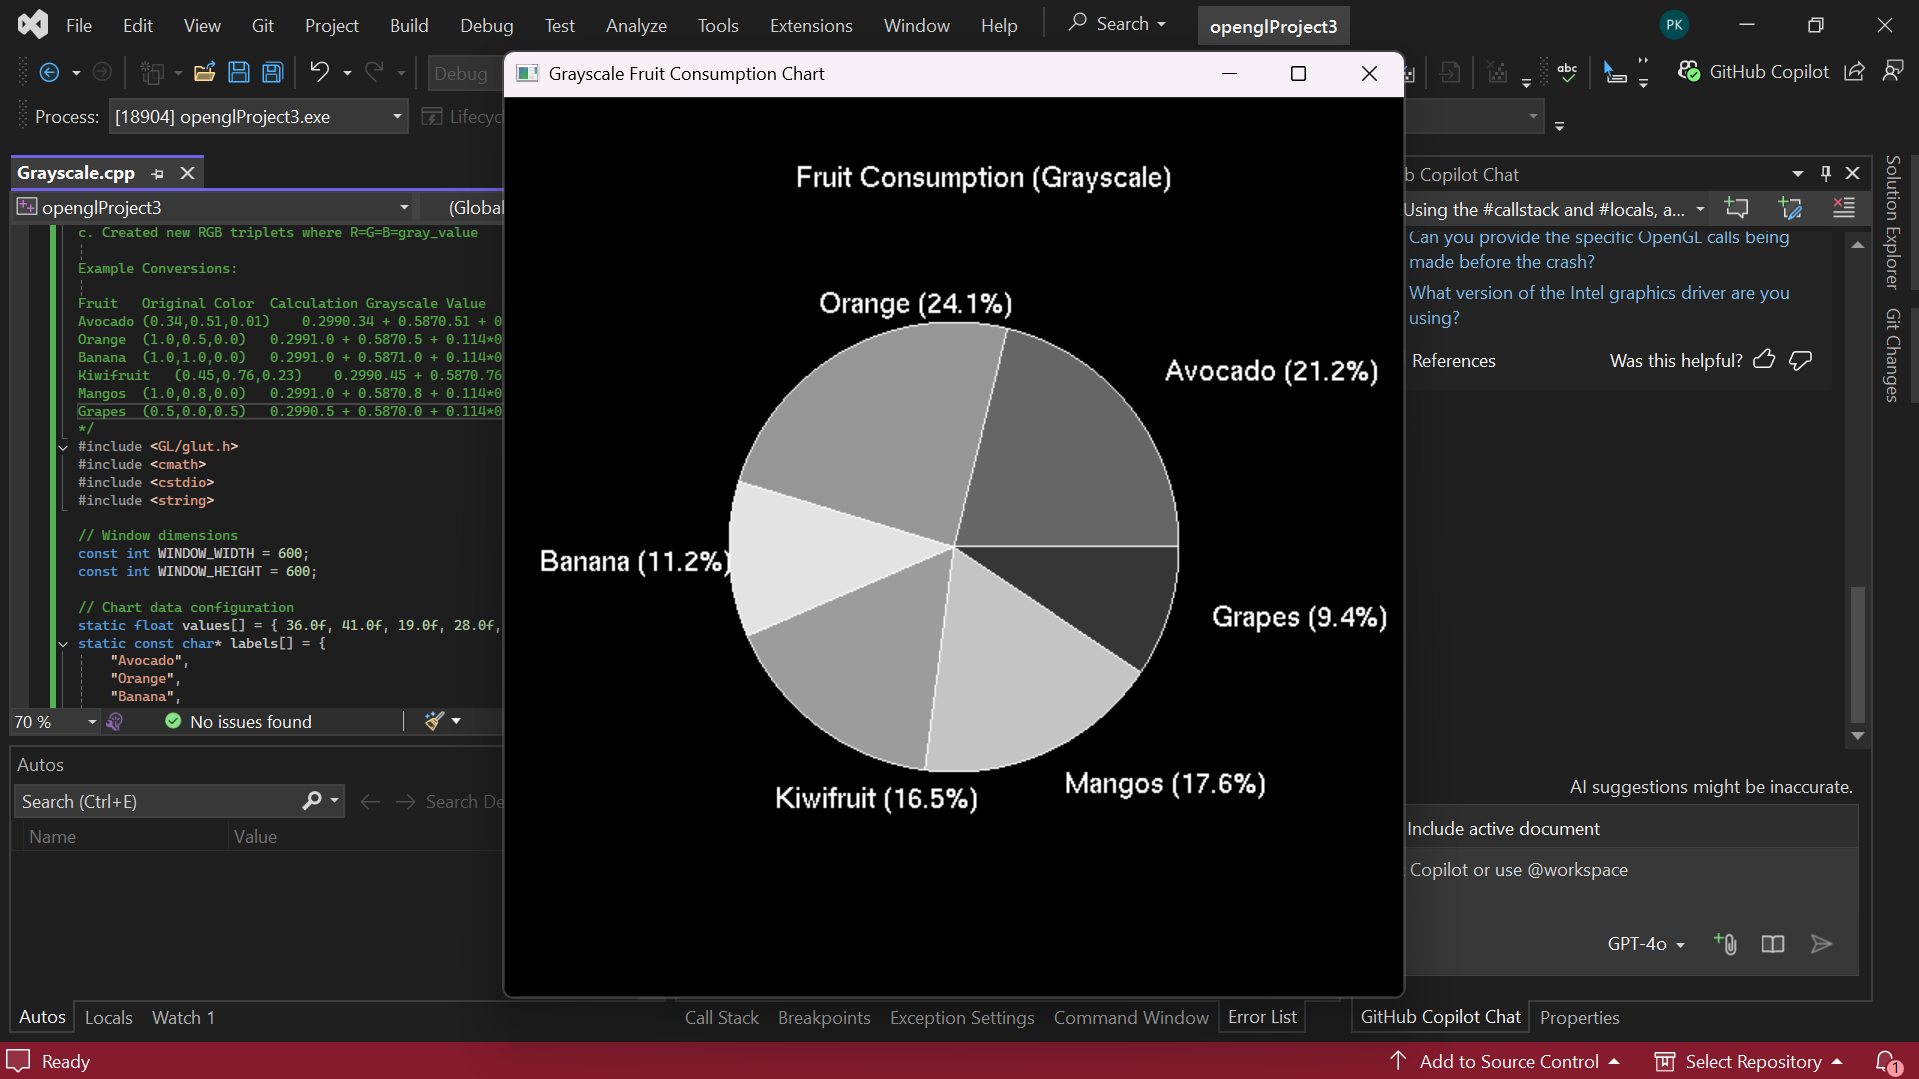 File Edit View Git Project Build Debug Test Analyze Tools Extensions Window Help Search openglProject3 PK
Debug GitHub Copilot
Process: [18904] openglProject3.exe Lifecyc
Grayscale.cpp
openglProject3 (Global
c. Created new RGB triplets where R=G=B=gray_value
Example Conversions:
Fruit Original Color Calculation Grayscale Value
Avocado (0.34,0.51,0.01) 0.2990.34 + 0.5870.51 + 0
Orange (1.0,0.5,0.0) 0.2991.0 + 0.5870.5 + 0.114*0
Banana (1.0,1.0,0.0) 0.2991.0 + 0.5871.0 + 0.114*0
Kiwifruit (0.45,0.76,0.23) 0.2990.45 + 0.5870.76
Mangos (1.0,0.8,0.0) 0.2991.0 + 0.5870.8 + 0.114*0
Grapes (0.5,0.0,0.5) 0.2990.5 + 0.5870.0 + 0.114*0
*/
#include <GL/glut.h>
#include <cmath>
#include <cstdio>
#include <string>
// Window dimensions
const int WINDOW_WIDTH = 600;
const int WINDOW_HEIGHT = 600;
// Chart data configuration
static float values[] = { 36.0f, 41.0f, 19.0f, 28.0f,
static const char* labels[] = {
"Avocado",
"Orange",
"Banana",
70 % No issues found
Autos
Search (Ctrl+E) Search De
Name Value
Autos Locals Watch 1
Grayscale Fruit Consumption Chart
Fruit Consumption (Grayscale)
Orange (24.1%)
Avocado (21.2%)
Banana (11.2%)
Grapes (9.4%)
Mangos (17.6%)
Kiwifruit (16.5%)
Call Stack Breakpoints Exception Settings Command Window Error List
b Copilot Chat
Using the #callstack and #locals, a...
Can you provide the specific OpenGL calls being
made before the crash?
What version of the Intel graphics driver are you
using?
References Was this helpful?
AI suggestions might be inaccurate.
Include active document
Copilot or use @workspace
GPT-4o
GitHub Copilot Chat Properties
Solution Explorer
Git Changes
Ready Add to Source Control Select Repository 1